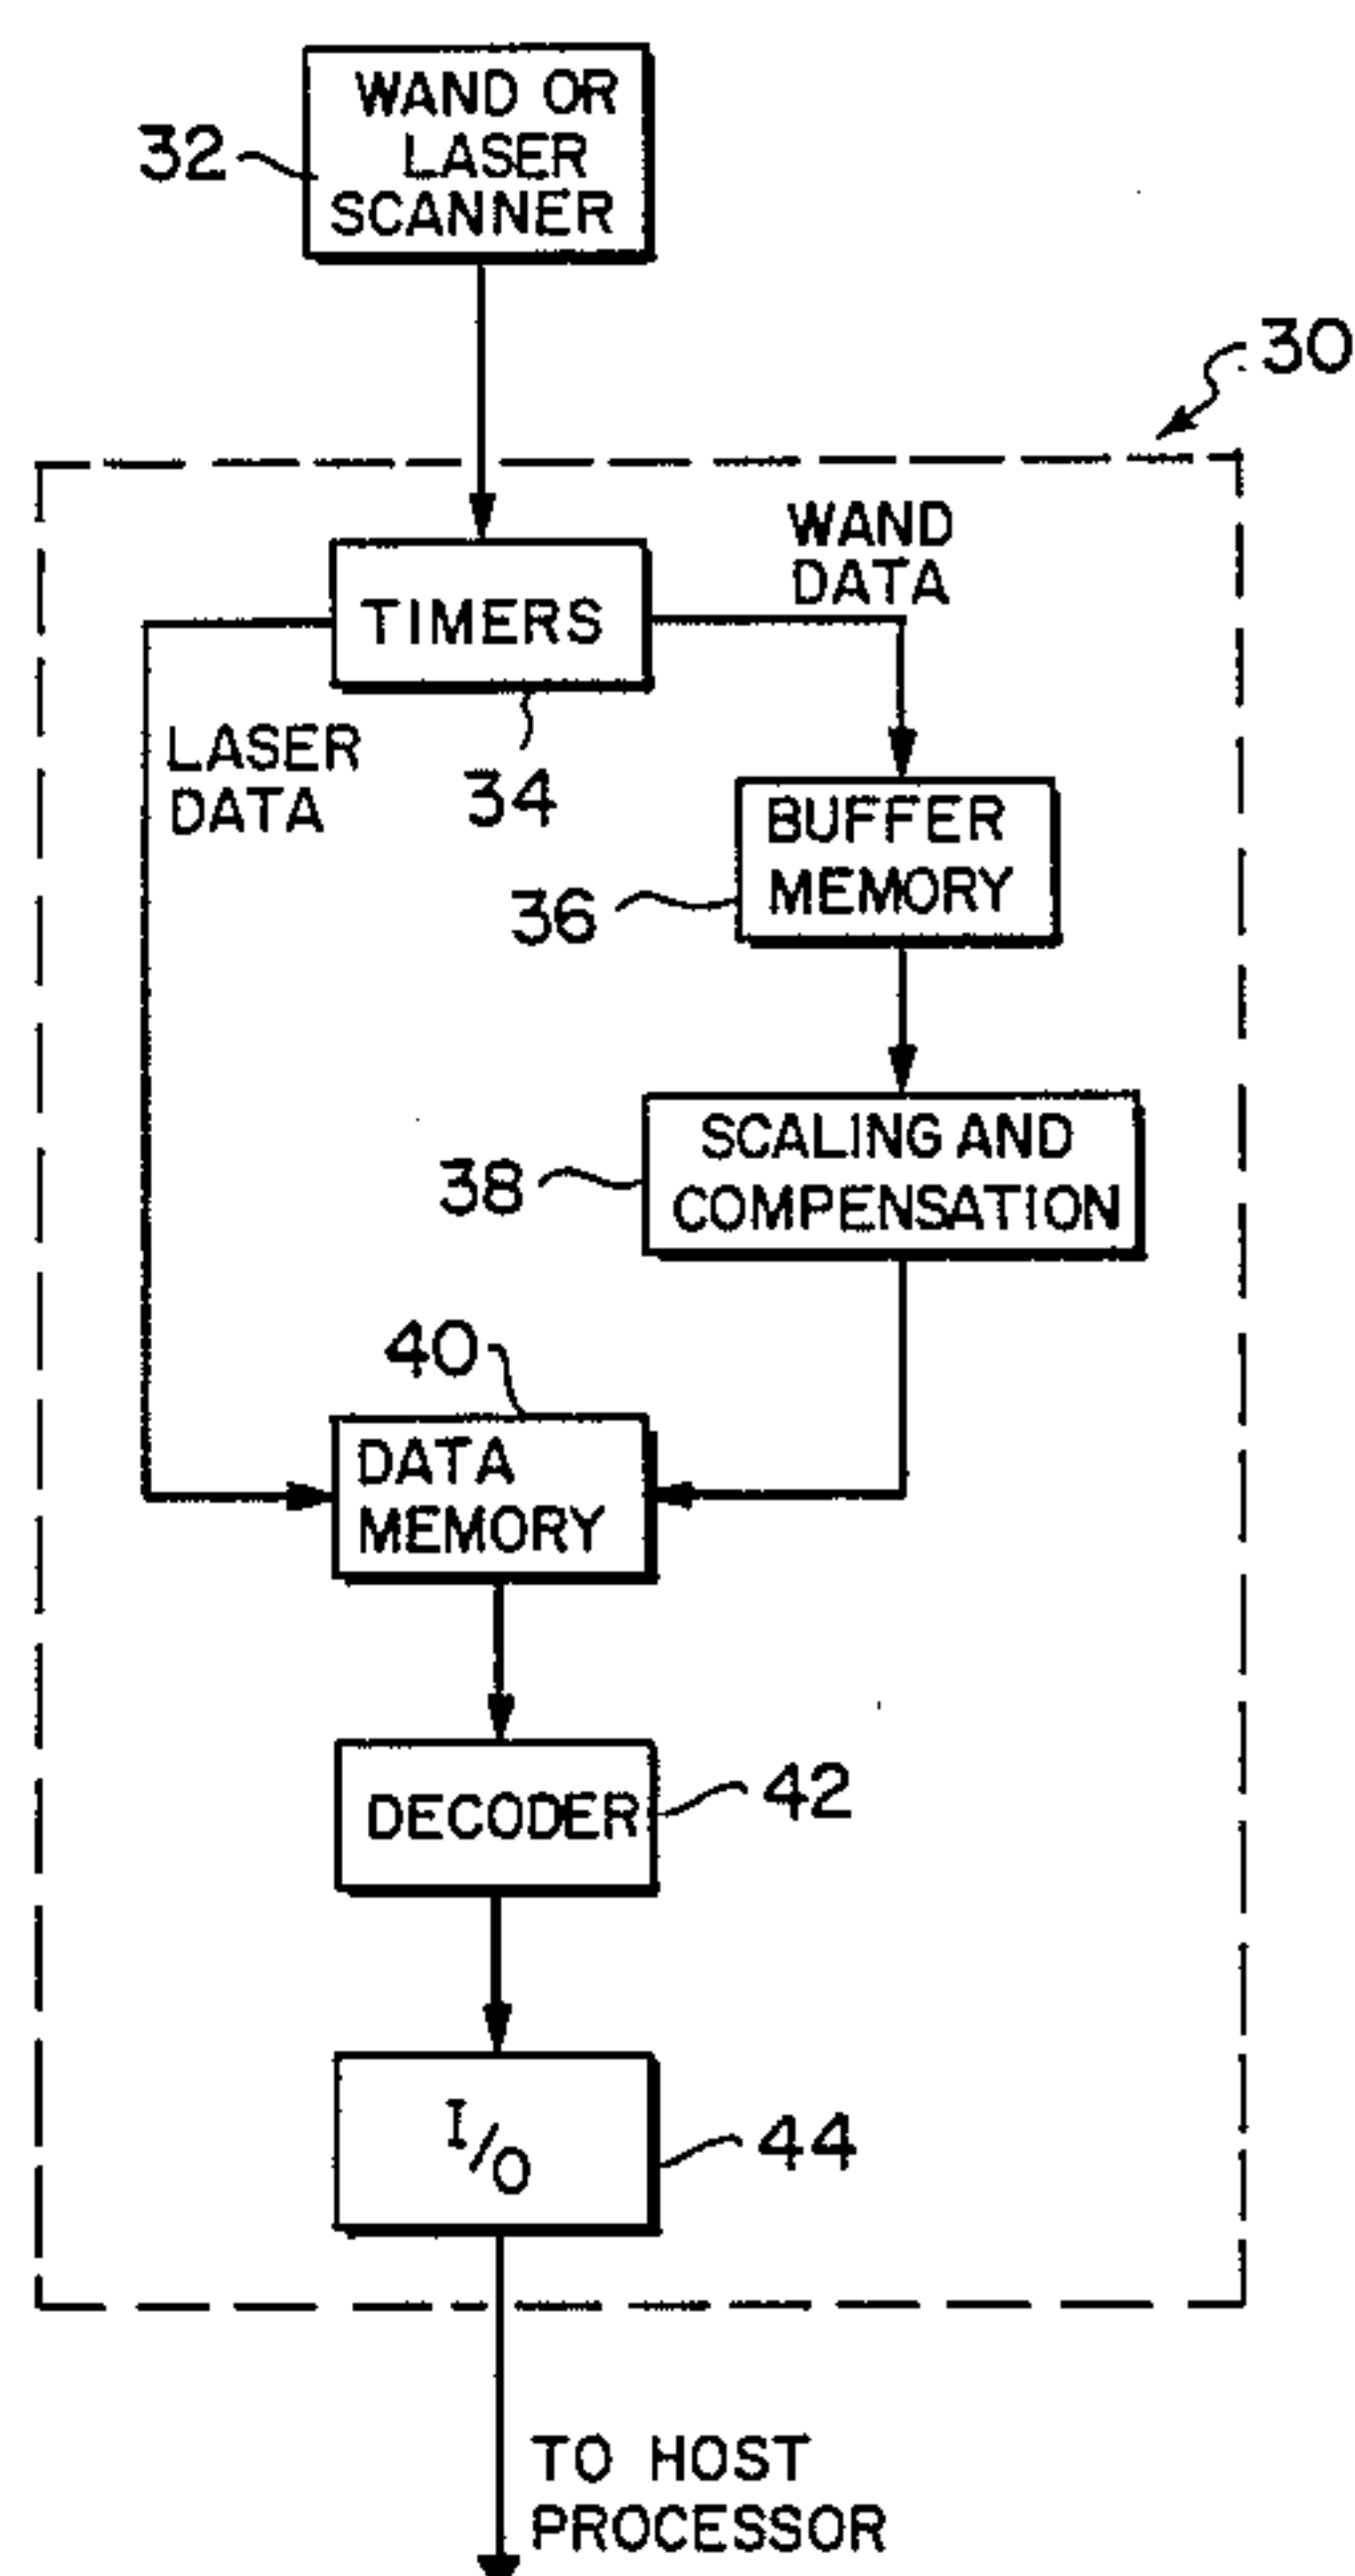 WAND OR
LASER
SCANNER
32
30
WAND
DATA
TIMERS
LASER
DATA
34
BUFFER
MEMORY
36
SCALING AND
COMPENSATION
38
40
DATA
MEMORY
DECODER
42
I/O
44
TO HOST
PROCESSOR